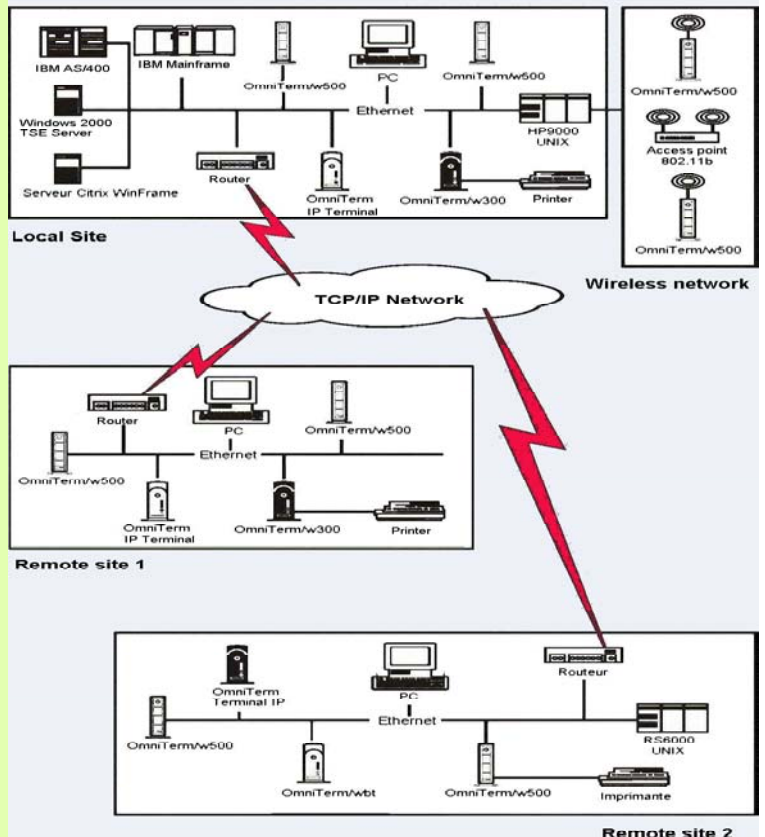 IBM AS/400
IBM Mainframe
OmniTerm/w500
PC
OmniTerm/w500
Ethernet
Windows 2000
TSE Server
HP9000
UNIX
Serveur Citrix WinFrame
Router
OmniTerm
IP Terminal
OmniTerm/w300
Printer
Local Site
OmniTerm/w500
Access point
802.11b
OmniTerm/w500
Wireless network
TCP/IP Network
Router
PC
OmniTerm/w500
Ethernet
OmniTerm/w500
OmniTerm
IP Terminal
OmniTerm/w300
Printer
Remote site 1
OmniTerm
Terminal IP
PC
Routeur
Ethernet
OmniTerm/w500
RS6000
UNIX
OmniTerm/wbt
OmniTerm/w500
Imprimante
Remote site 2